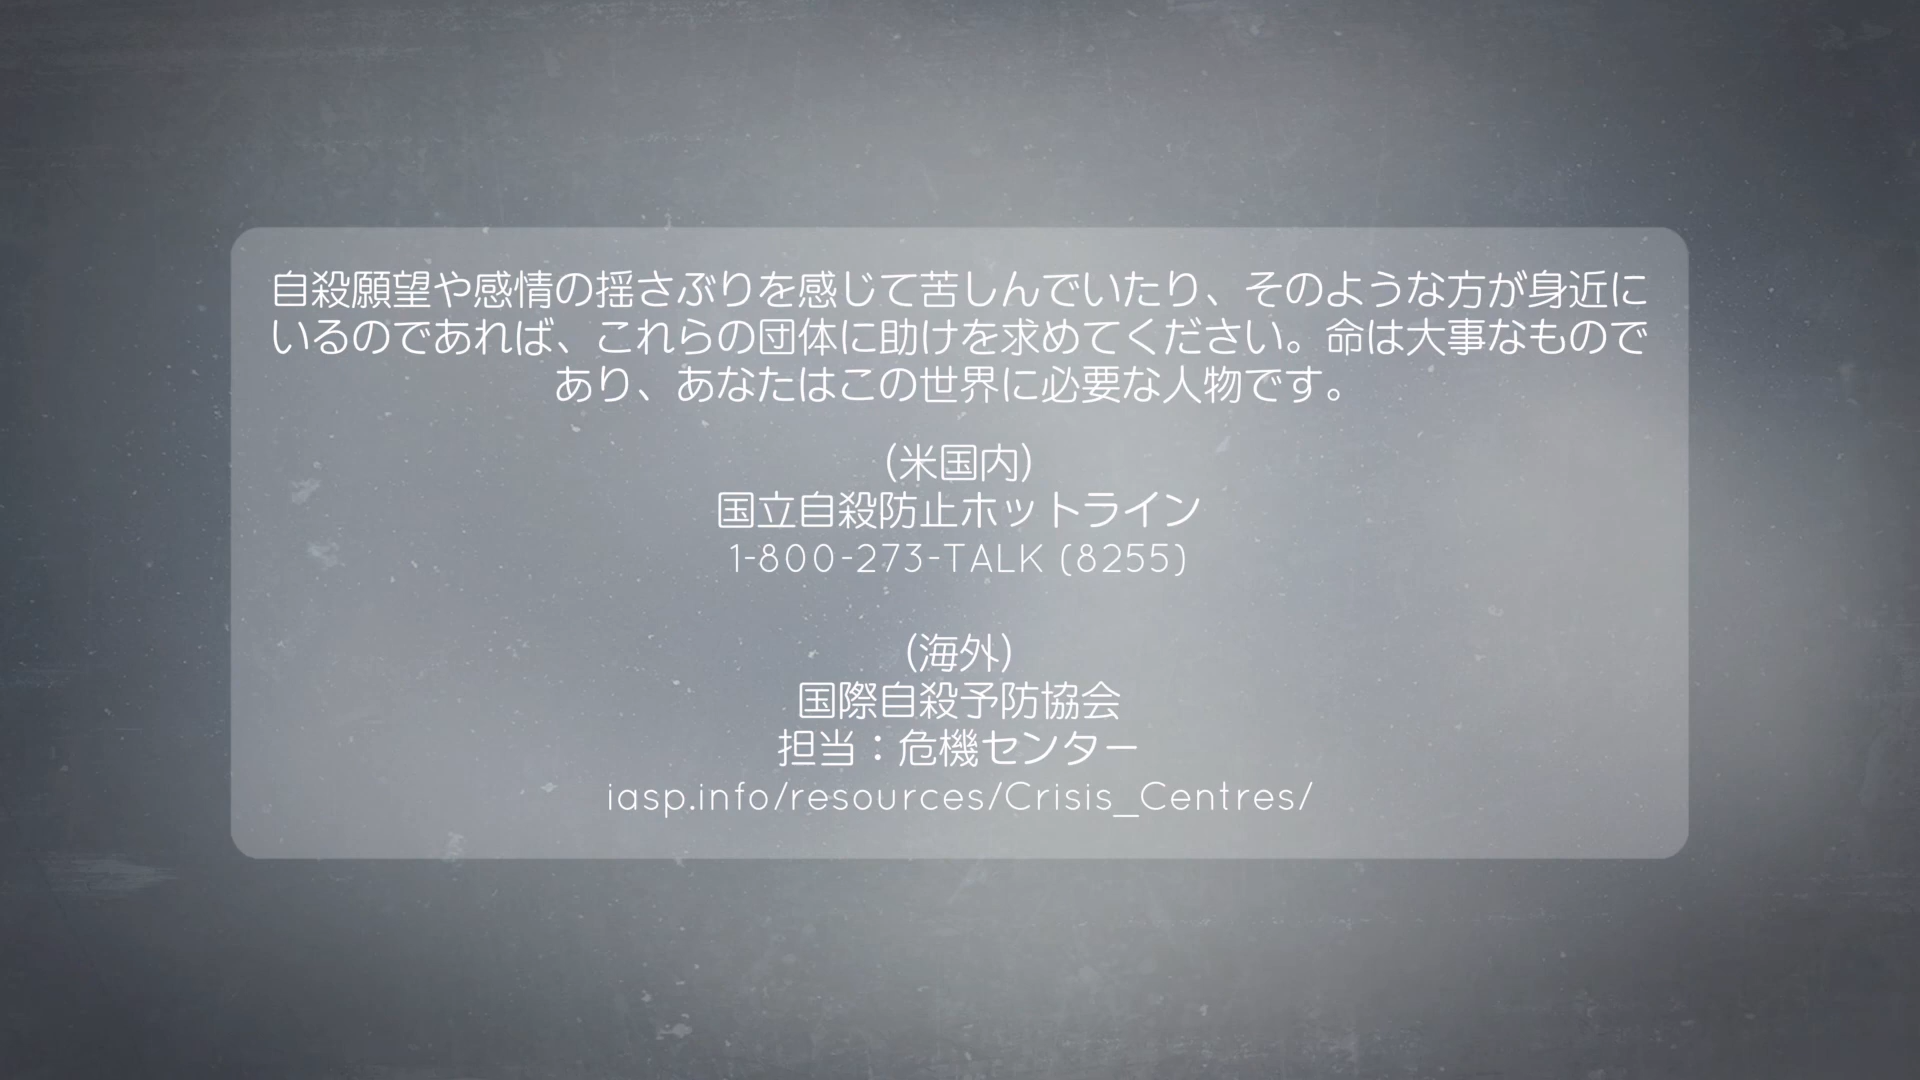 自殺願望や感情の揺さぶりを感じて苦しんでいたり、そのような方が身近に
いるのであれば、これらの団体に助けを求めてください。命は大事なもので
あり、あなたはこの世界に必要な人物です。
(米国内)
国立自殺防止ホットライン
1-800-273-TALK (8255)
(海外)
国際自殺予防協会
担当：危機センター
iasp.info/resources/Crisis_Centres/